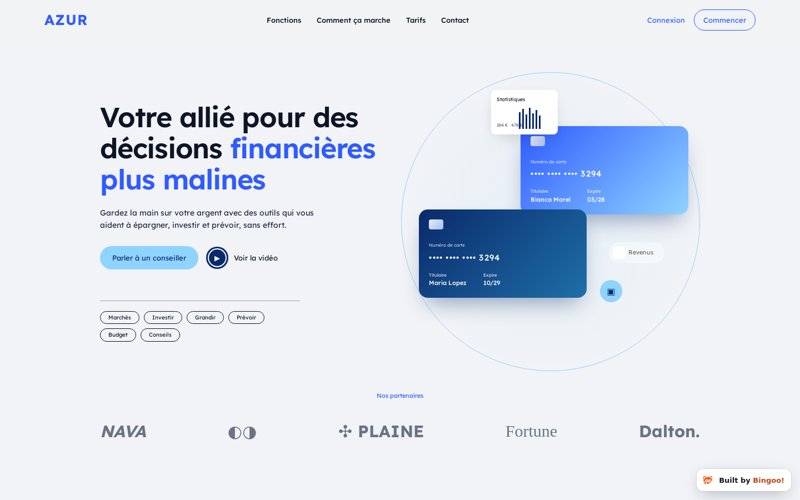 AZUR
Fonctions Comment ça marche Tarifs Contact
Connexion Commencer
Votre allié pour des
décisions financières
plus malines
Gardez la main sur votre argent avec des outils qui vous
aident à épargner, investir et prévoir, sans effort.
Parler à un conseiller
Voir la vidéo
Marchés Investir Grandir Prévoir
Budget Conseils
Statistiques
Numéro de carte
•••• •••• •••• 3294
Titulaire Expire
Bianca Morel 03/28
Numéro de carte
•••• •••• •••• 3294
Titulaire Expire
Maria Lopez 10/29
Revenus
Nos partenaires
NAVA
PLAINE
Fortune
Dalton.
Built by Bingoo!